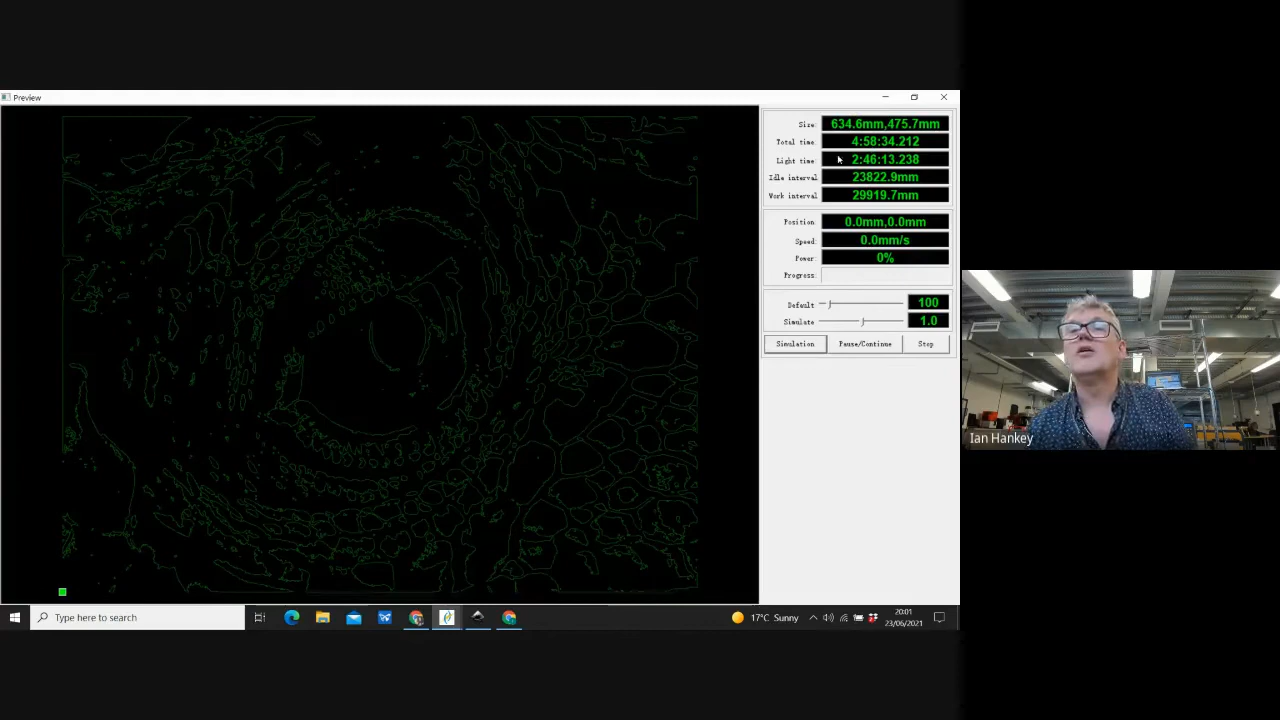 Preview
Size: 634.6mm,475.7mm
Total time: 4:58:34.212
Light time: 2:46:13.238
Idle interval 23822.9mm
Work interval 29919.7mm
Position: 0.0mm,0.0mm
Speed: 0.0mm/s
Power: 0%
Progress:
Default 100
Simulate 1.0
Simulation Pause/Continue Stop
Ian Hankey
Type here to search
17°C Sunny
20:01
23/06/2021